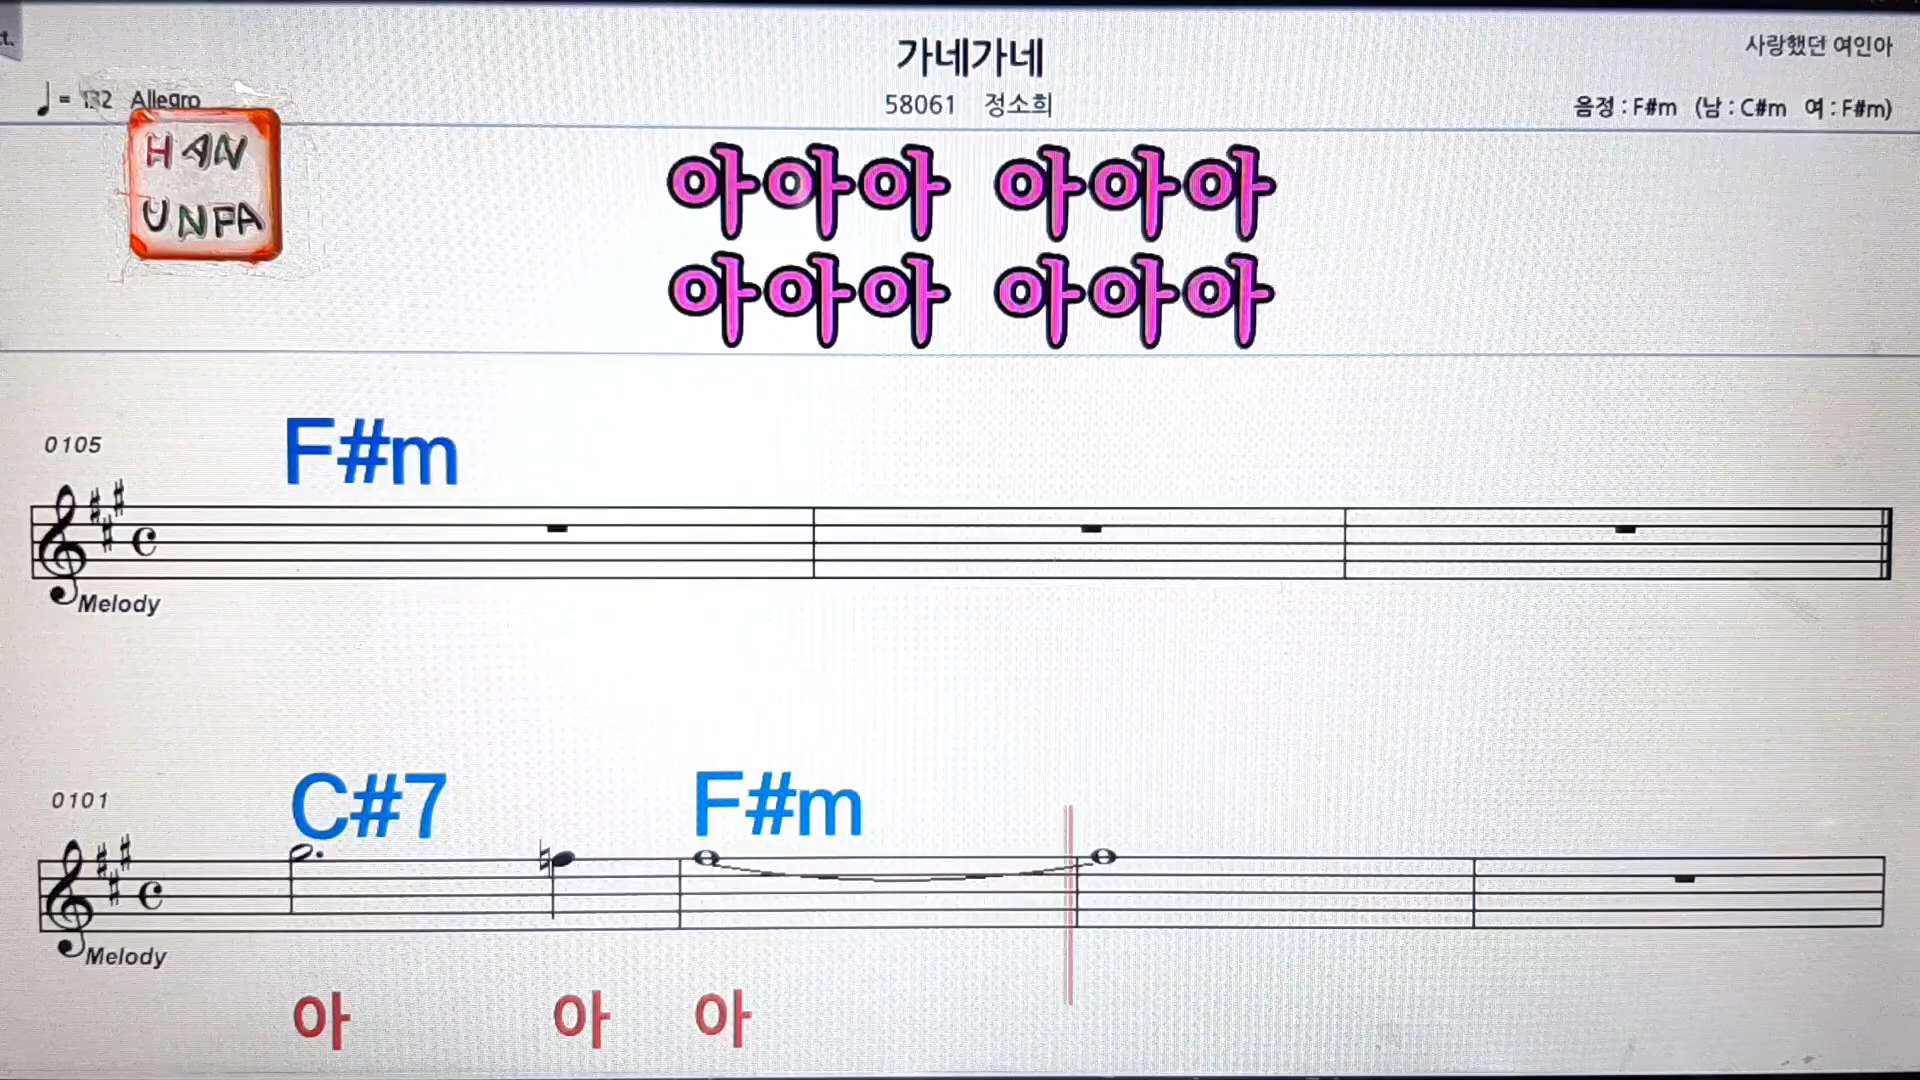 가네가네
사랑했던 여인아
♩ = 132 Allegro
58061 정소희
음정 : F#m (남 : C#m 여 : F#m)
HAN
UNFA
아아아 아아아
아아아 아아아
0105
F#m
Melody
0101
C#7 F#m
Melody
아 아 아